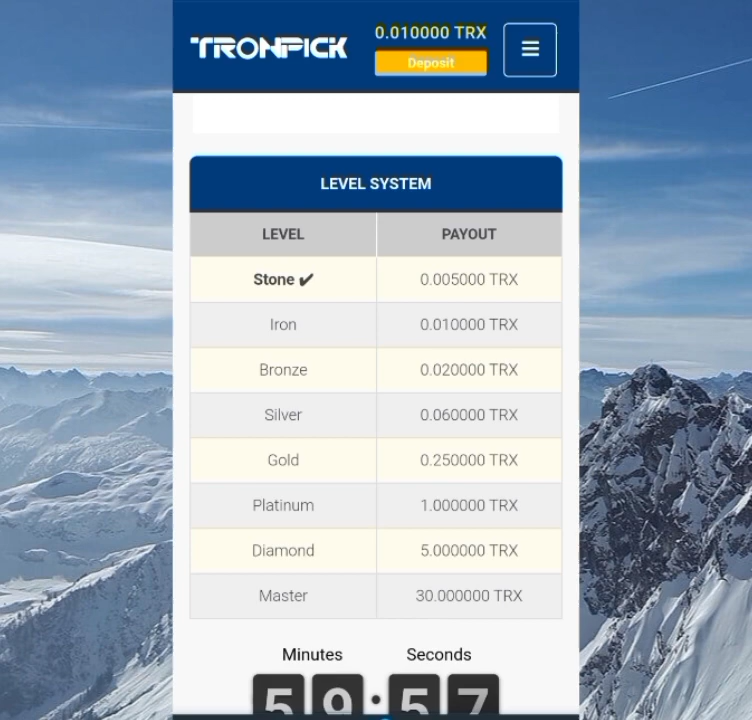 TRONPICK
0.010000 TRX
Deposit
LEVEL SYSTEM
LEVEL PAYOUT
Stone ✔ 0.005000 TRX
Iron 0.010000 TRX
Bronze 0.020000 TRX
Silver 0.060000 TRX
Gold 0.250000 TRX
Platinum 1.000000 TRX
Diamond 5.000000 TRX
Master 30.000000 TRX
Minutes Seconds
59:57